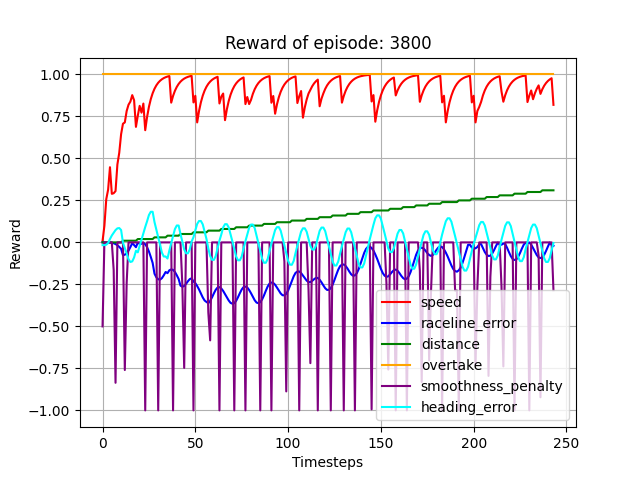 Reward of episode: 3800
Reward
1.00
0.75
0.50
0.25
0.00
−0.25
−0.50
−0.75
−1.00
speed
raceline_error
distance
overtake
smoothness_penalty
heading_error
0 50 100 150 200 250
Timesteps